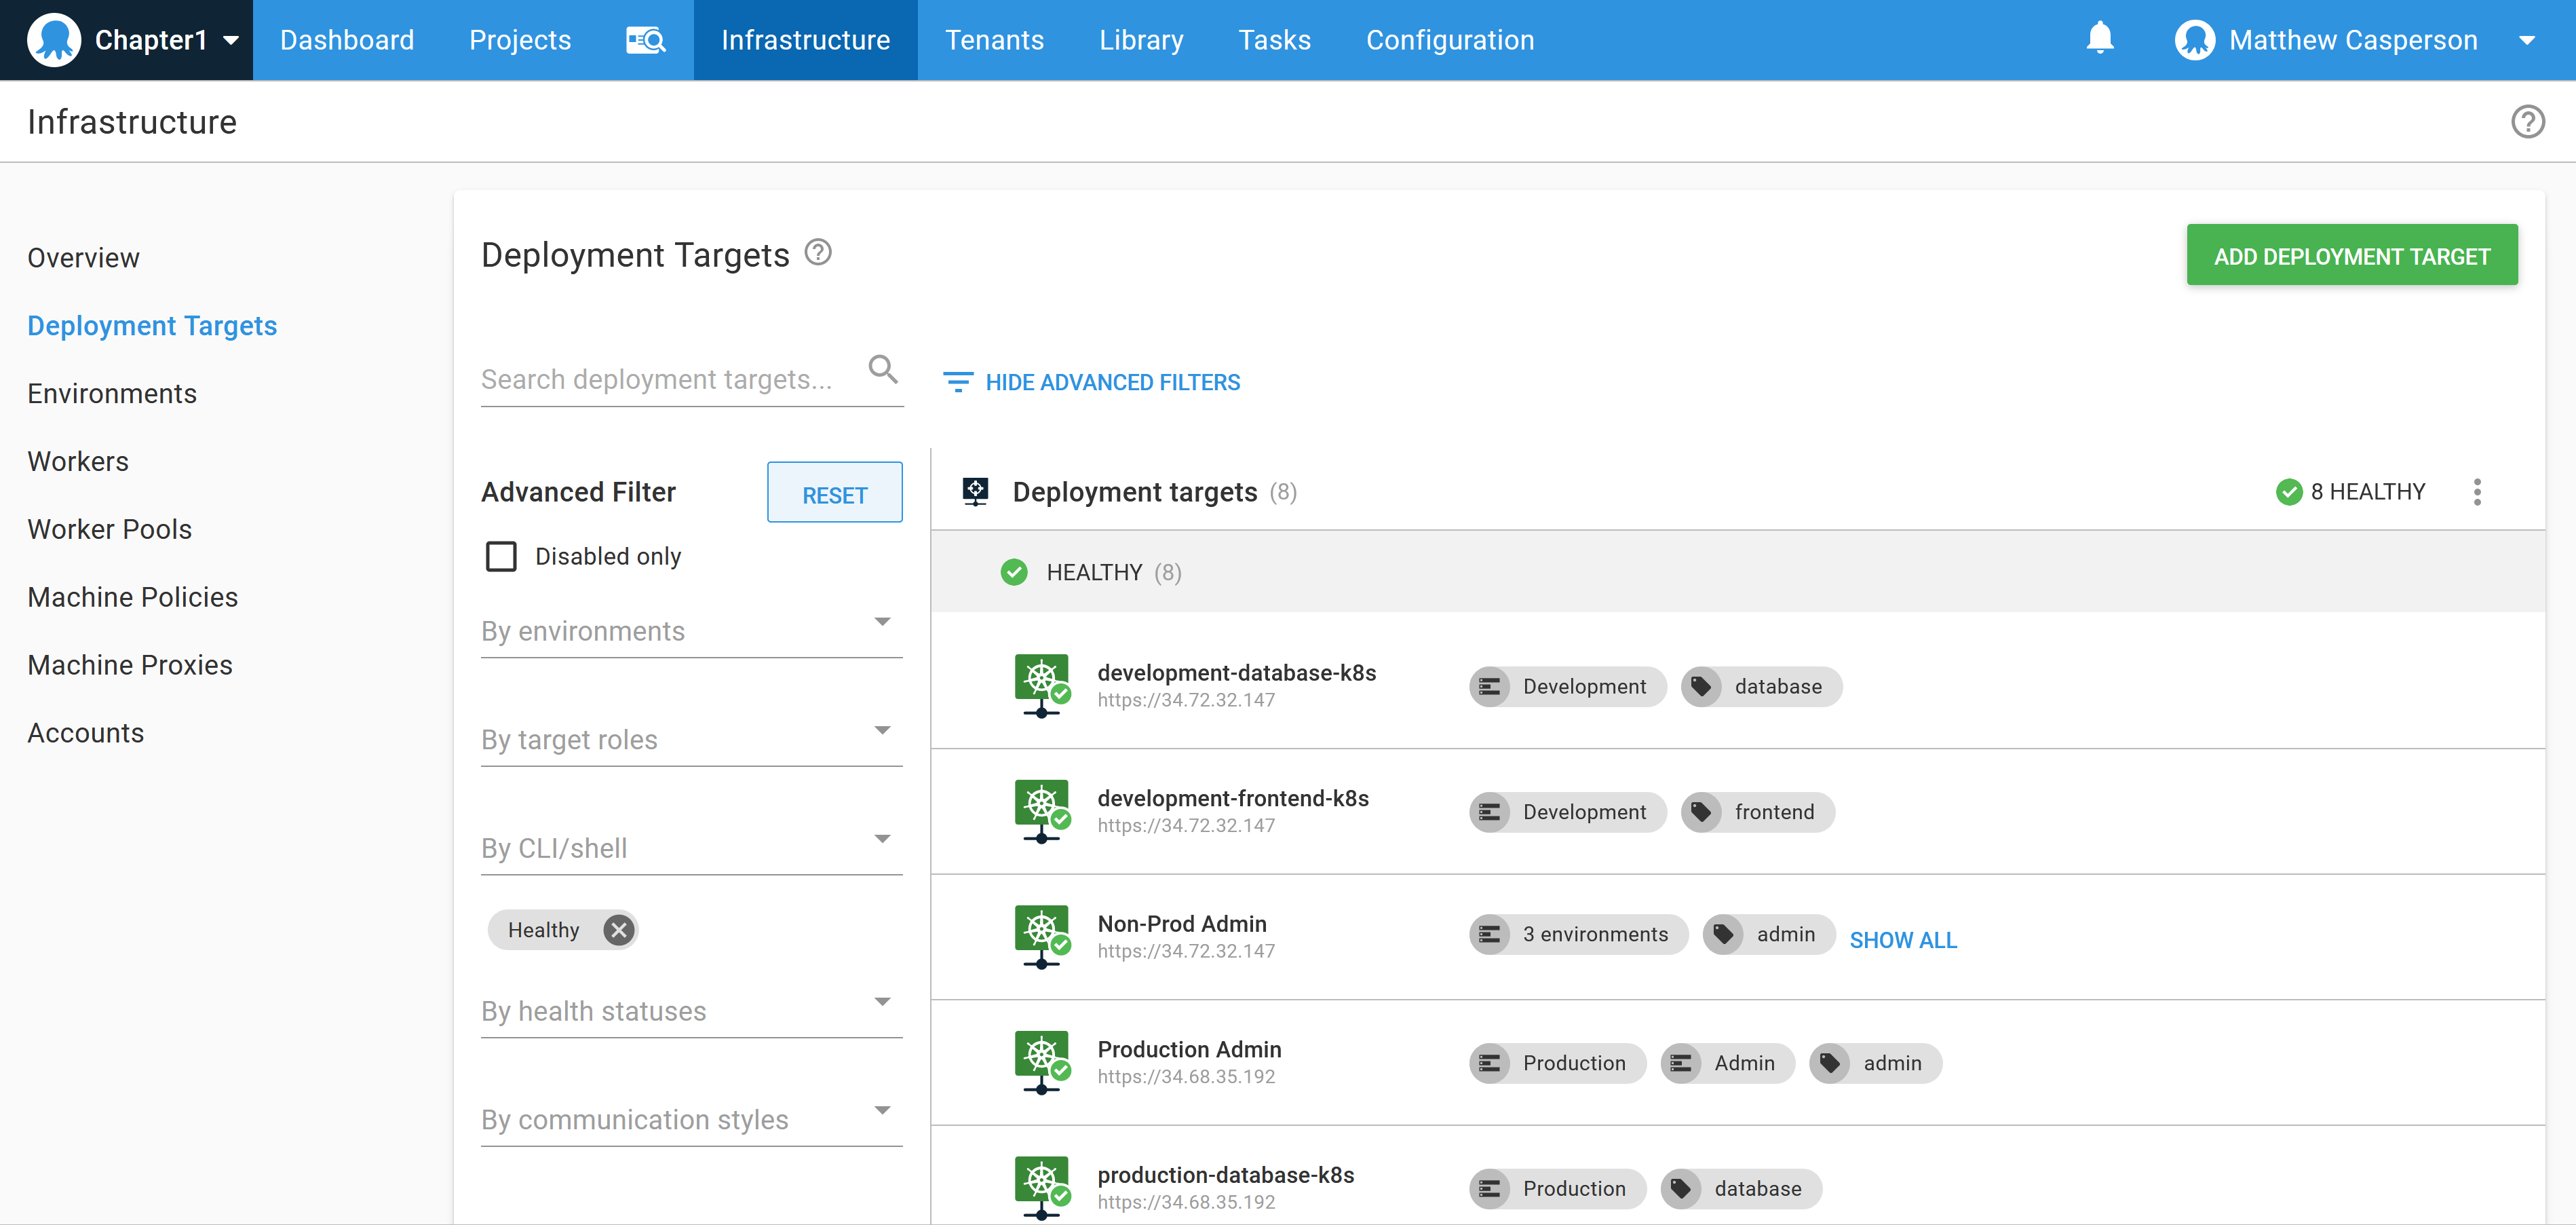 Chapter1 Dashboard Projects Infrastructure Tenants Library Tasks Configuration Matthew Casperson
Infrastructure
Overview
Deployment Targets
Environments
Workers
Worker Pools
Machine Policies
Machine Proxies
Accounts
Deployment Targets
ADD DEPLOYMENT TARGET
Search deployment targets...
HIDE ADVANCED FILTERS
Advanced Filter
RESET
Disabled only
By environments
By target roles
By CLI/shell
Healthy
By health statuses
By communication styles
Deployment targets (8)
8 HEALTHY
HEALTHY (8)
development-database-k8s
https://34.72.32.147
Development database
development-frontend-k8s
https://34.72.32.147
Development frontend
Non-Prod Admin
https://34.72.32.147
3 environments admin SHOW ALL
Production Admin
https://34.68.35.192
Production Admin admin
production-database-k8s
https://34.68.35.192
Production database